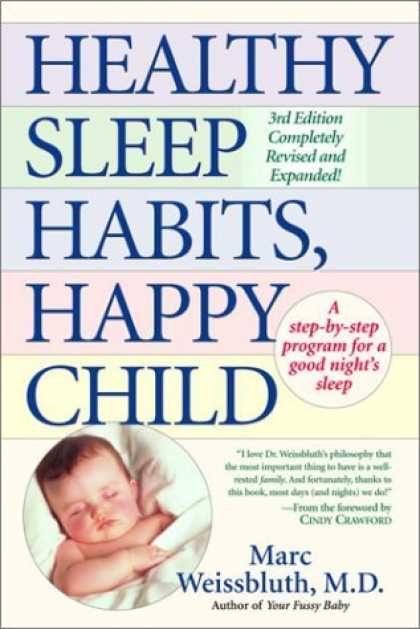 HEALTHY
SLEEP
3rd Edition
Completely
Revised and
Expanded!
HABITS,
HAPPY
CHILD
A
step-by-step
program for a
good night's
sleep
"I love Dr. Weissbluth's philosophy that
the most important thing to have is a well-
rested family. And fortunately, thanks to
this book, most days (and nights) we do!"
—From the foreword by
CINDY CRAWFORD
Marc
Weissbluth, M.D.
Author of Your Fussy Baby